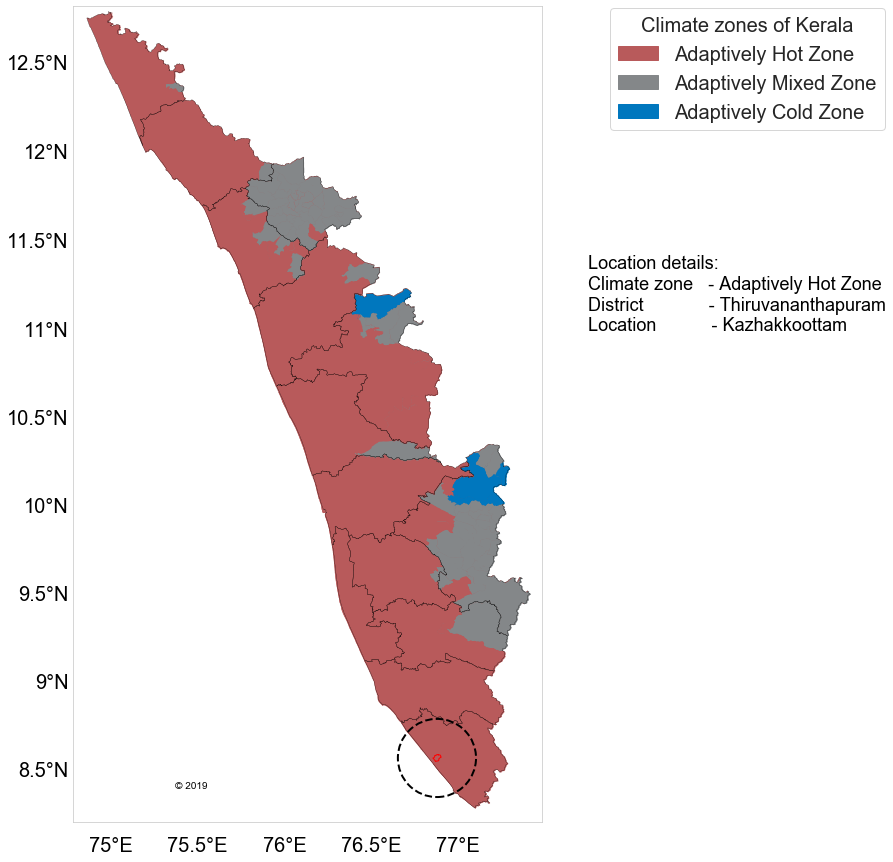 Climate zones of Kerala
Adaptively Hot Zone
Adaptively Mixed Zone
Adaptively Cold Zone
12.5°N
12°N
11.5°N
11°N
10.5°N
10°N
9.5°N
9°N
8.5°N
Location details:
Climate zone - Adaptively Hot Zone
District - Thiruvananthapuram
Location - Kazhakkoottam
© 2019
75°E 75.5°E 76°E 76.5°E 77°E